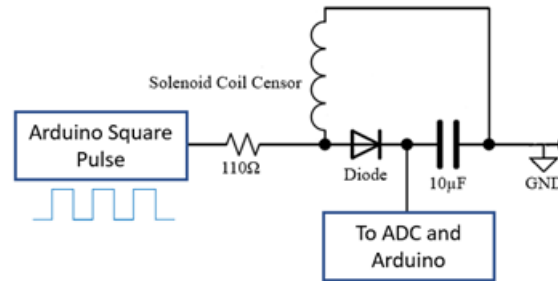 Solenoid Coil Censor
Arduino Square
Pulse
110Ω
Diode
10µF
GND
To ADC and
Arduino